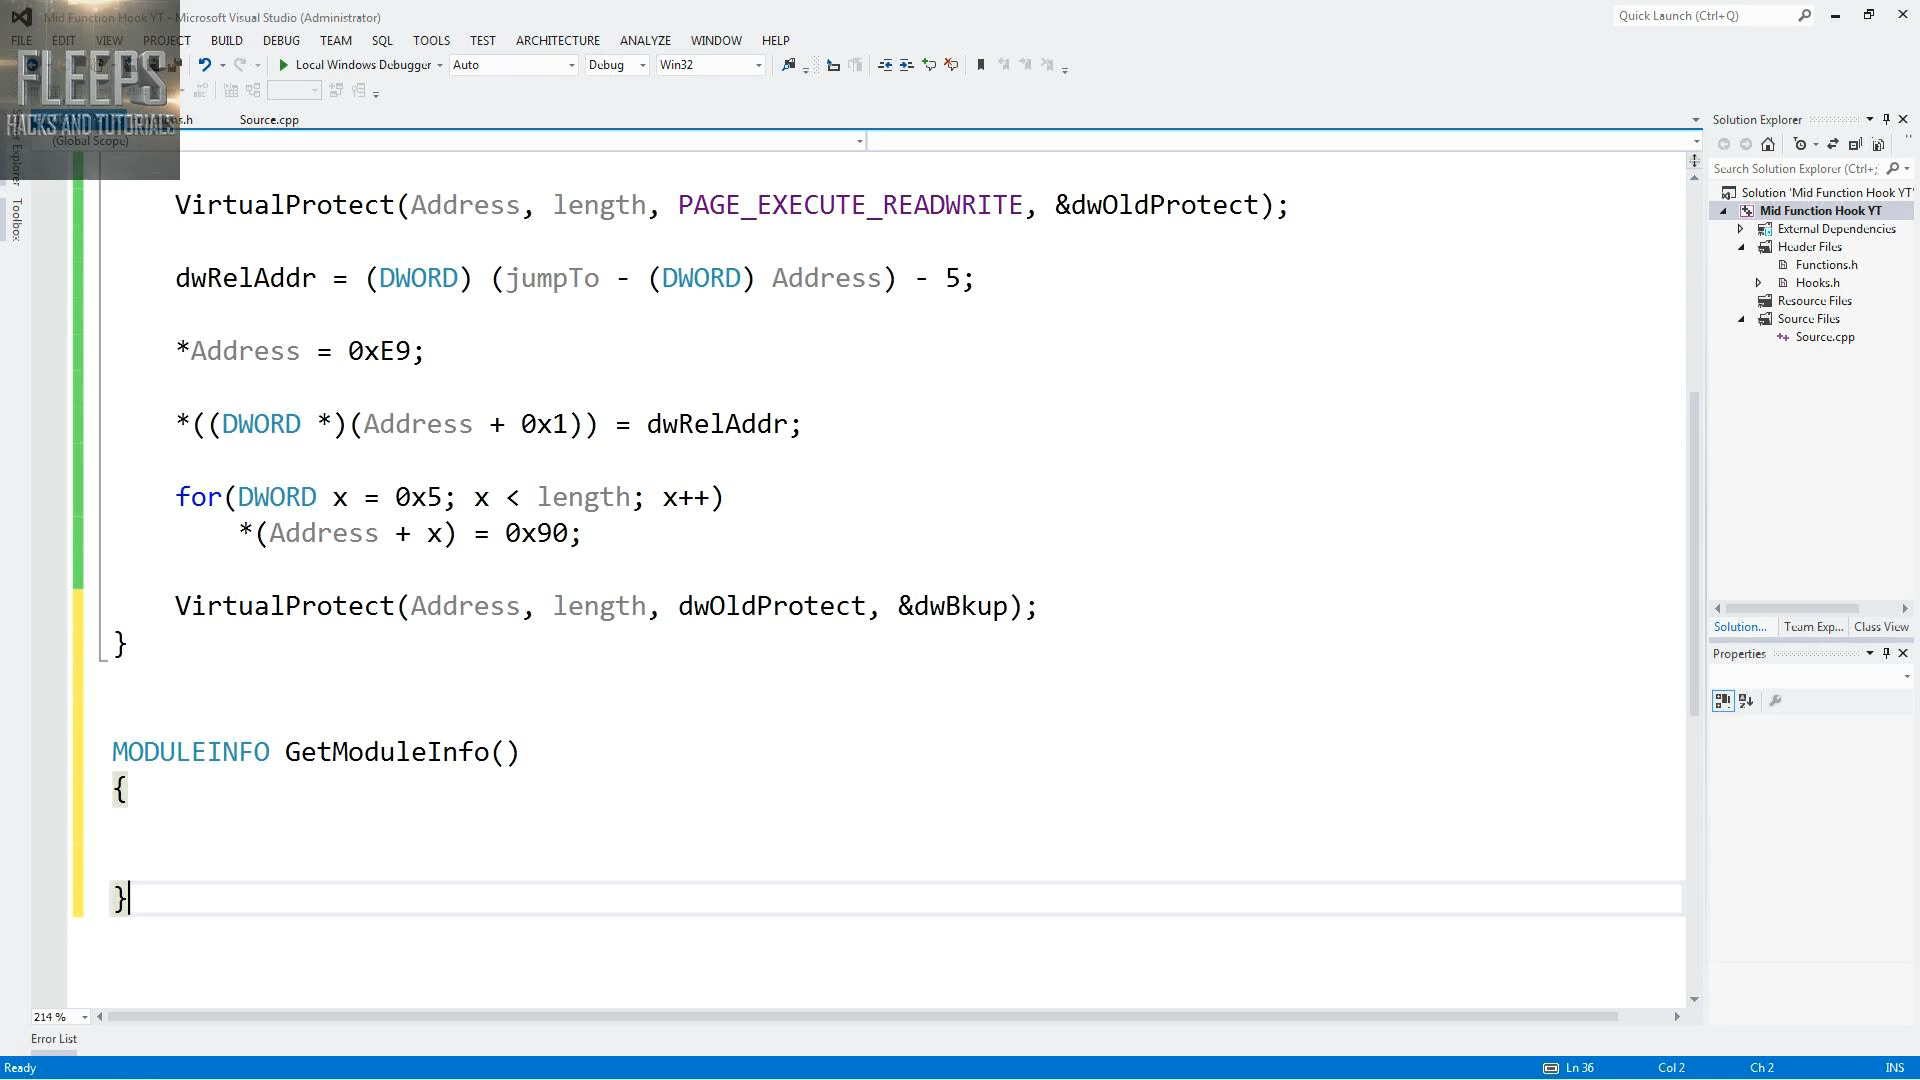 Mid Function Hook YT - Microsoft Visual Studio (Administrator)
Quick Launch (Ctrl+Q)
FILE EDIT VIEW PROJECT BUILD DEBUG TEAM SQL TOOLS TEST ARCHITECTURE ANALYZE WINDOW HELP
FLEEPS
HACKS AND TUTORIALS
Local Windows Debugger Auto Debug Win32
Source.cpp
(Global Scope)
Toolbox
VirtualProtect(Address, length, PAGE_EXECUTE_READWRITE, &dwOldProtect);
dwRelAddr = (DWORD) (jumpTo - (DWORD) Address) - 5;
*Address = 0xE9;
*((DWORD *)(Address + 0x1)) = dwRelAddr;
for(DWORD x = 0x5; x < length; x++)
*(Address + x) = 0x90;
VirtualProtect(Address, length, dwOldProtect, &dwBkup);
}
MODULEINFO GetModuleInfo()
{
}
214 %
Error List
Ready
Ln 36 Col 2 Ch 2 INS
Solution Explorer
Search Solution Explorer (Ctrl+;
Solution 'Mid Function Hook YT'
Mid Function Hook YT
External Dependencies
Header Files
Functions.h
Hooks.h
Resource Files
Source Files
Source.cpp
Solution... Team Exp... Class View
Properties